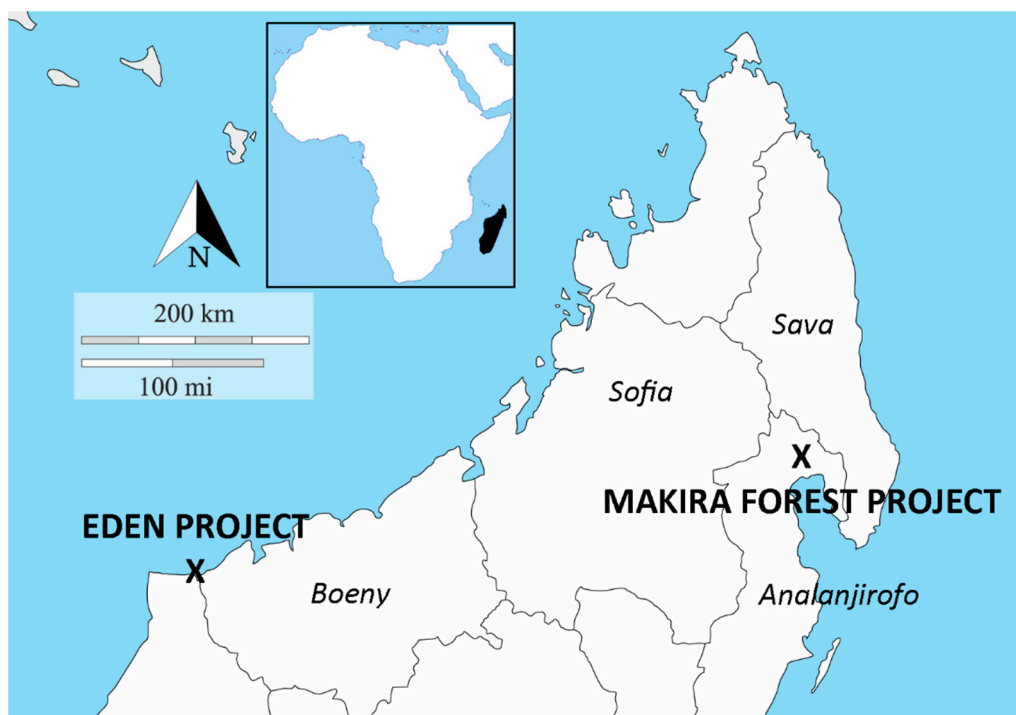 N
200 km
100 mi
Sava
Sofia
X
MAKIRA FOREST PROJECT
EDEN PROJECT
X
Boeny
Analanjirofo